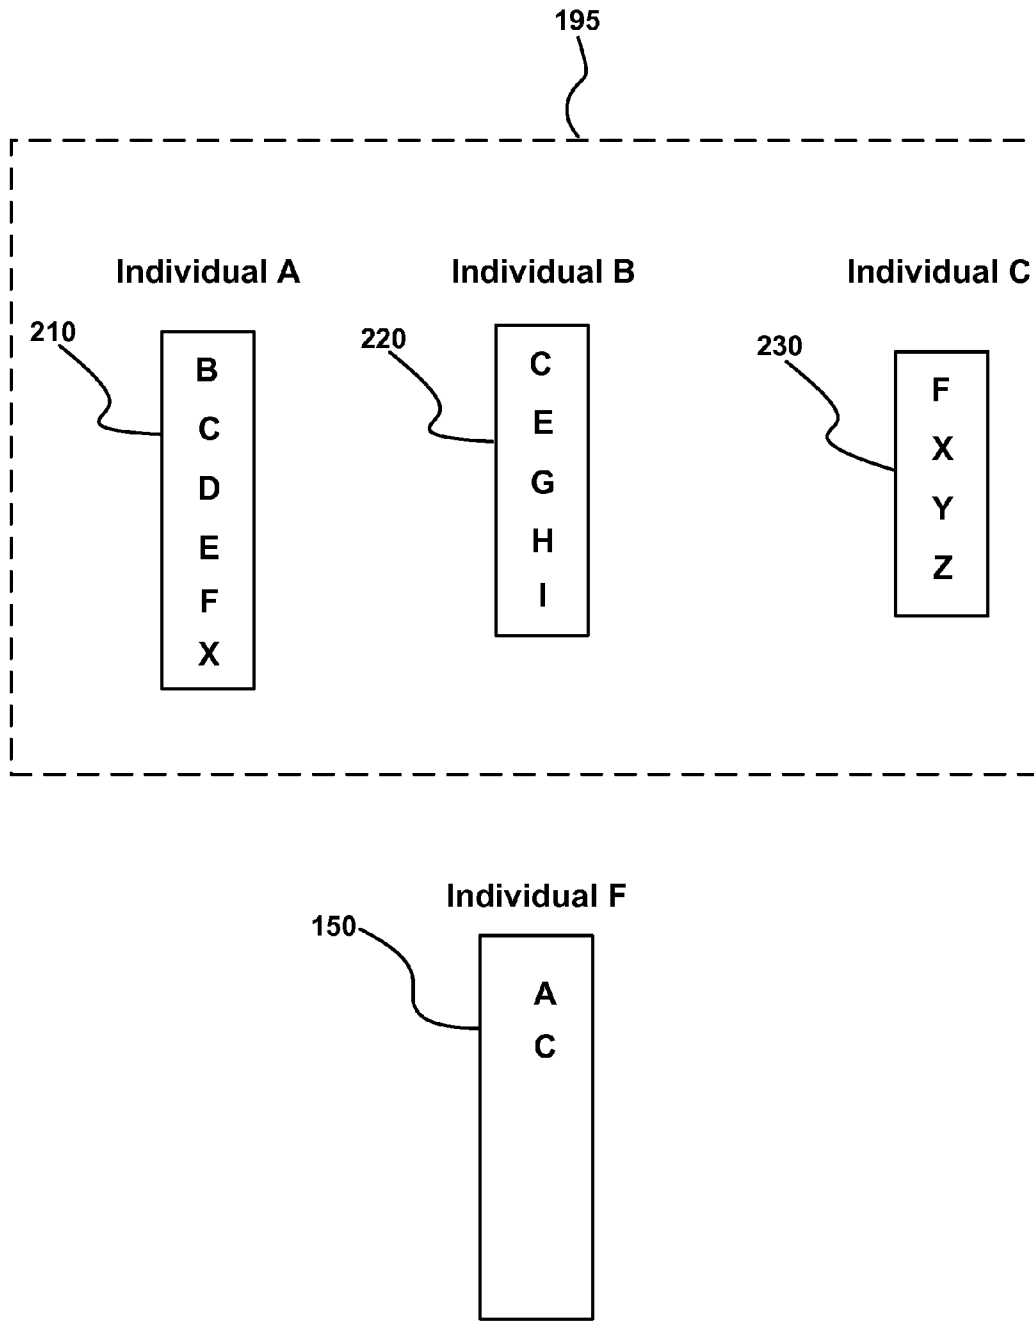 195
Individual A
Individual B
Individual C
210
B
C
D
E
F
X
220
C
E
G
H
I
230
F
X
Y
Z
Individual F
150
A
C